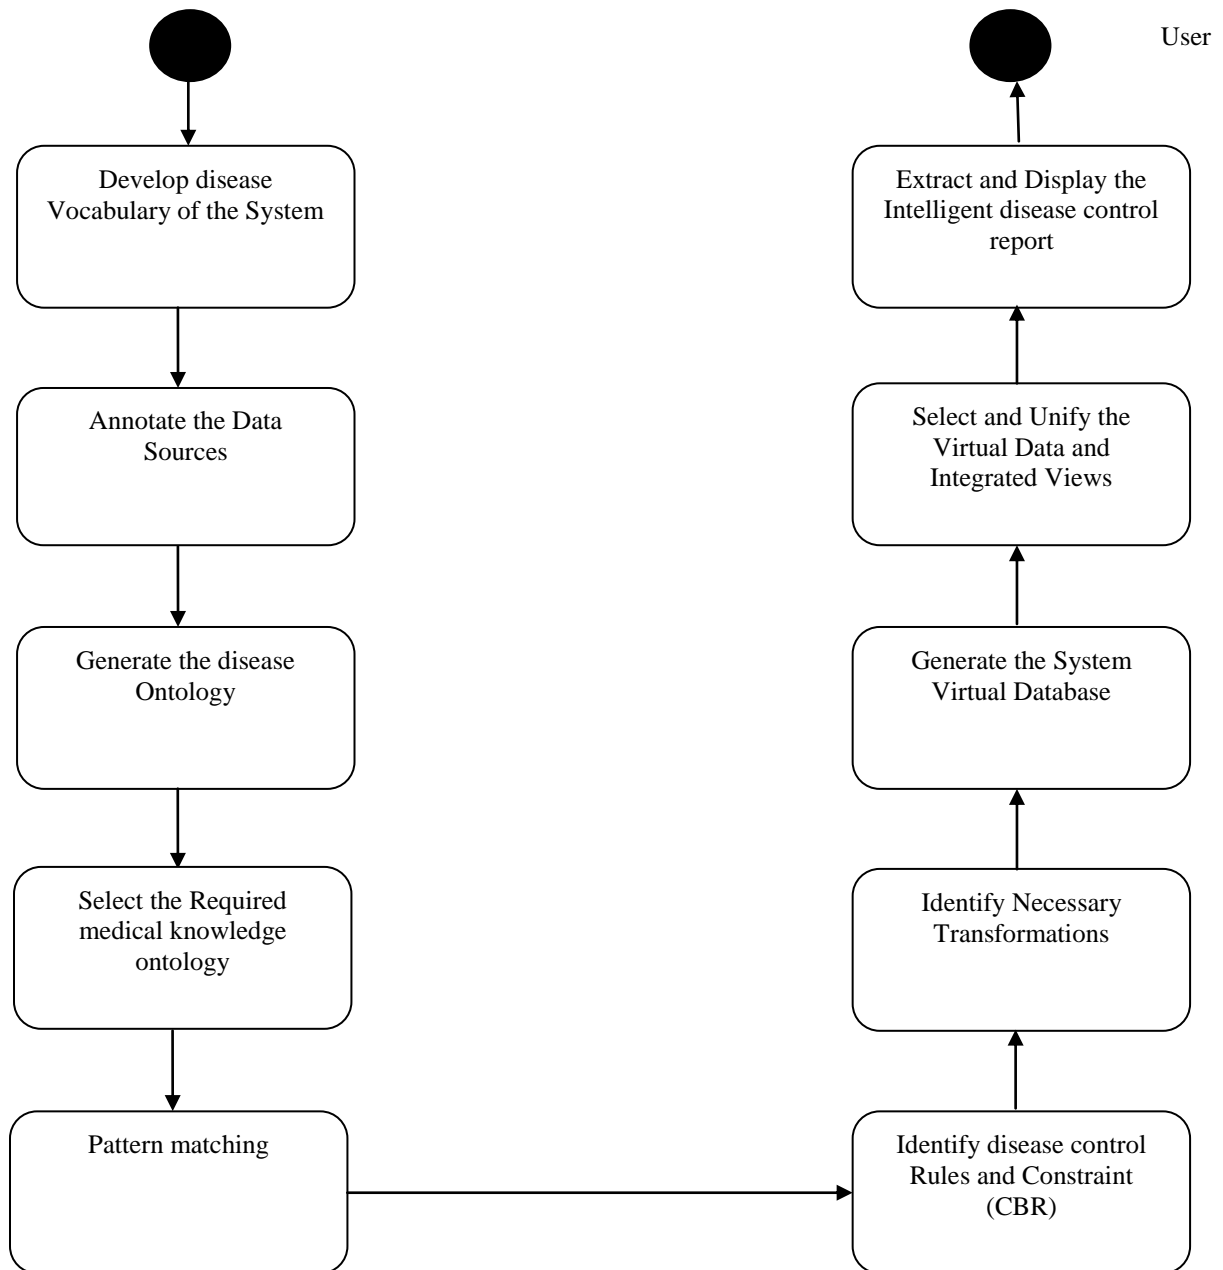 User
Develop disease
Vocabulary of the System
Annotate the Data
Sources
Generate the disease
Ontology
Select the Required
medical knowledge
ontology
Pattern matching
Identify disease control
Rules and Constraint
(CBR)
Identify Necessary
Transformations
Generate the System
Virtual Database
Select and Unify the
Virtual Data and
Integrated Views
Extract and Display the
Intelligent disease control
report